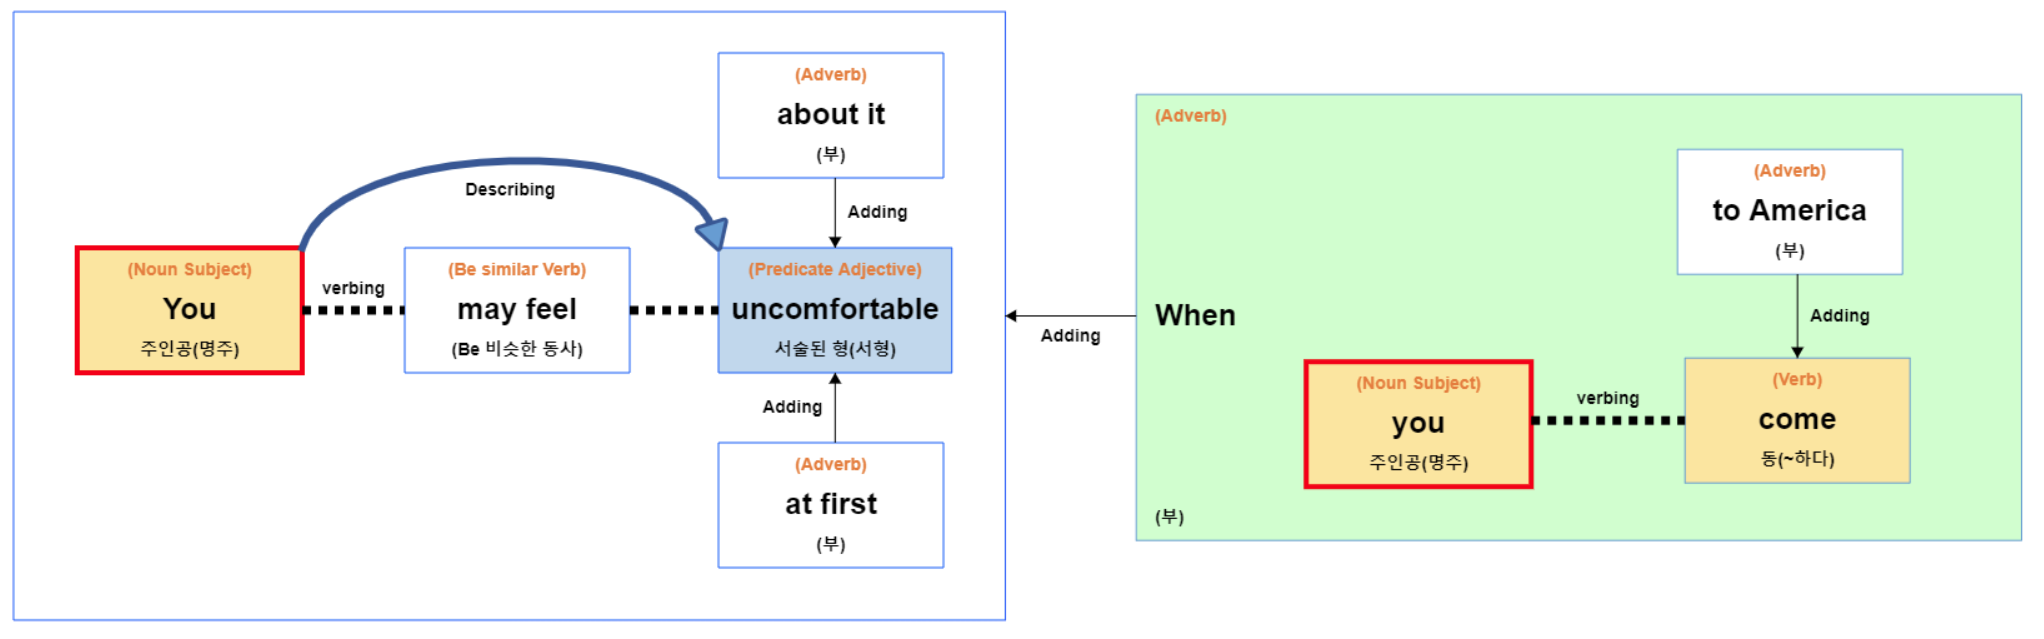 (Adverb)
about it
(부)
Adding
Describing
(Noun Subject)
You
주인공(명주)
verbing
(Be similar Verb)
may feel
(Be 비슷한 동사)
(Predicate Adjective)
uncomfortable
서술된 형(서형)
Adding
(Adverb)
at first
(부)
Adding
(Adverb)
When
(부)
(Adverb)
to America
(부)
Adding
(Noun Subject)
you
주인공(명주)
verbing
(Verb)
come
동(~하다)